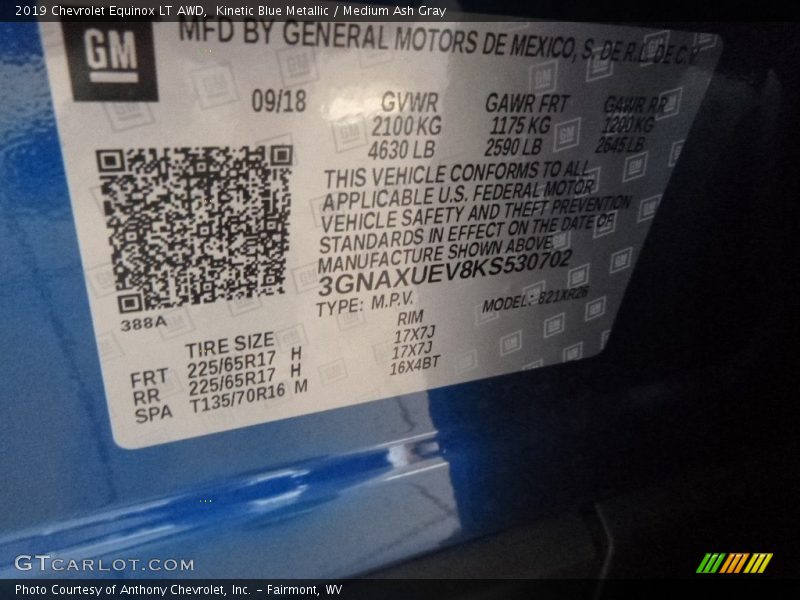 2019 Chevrolet Equinox LT AWD, Kinetic Blue Metallic / Medium Ash Gray
GM
MFD BY GENERAL MOTORS DE MEXICO, S. DE R.L. DE C.V.
09/18
GVWR GAWR FRT GAWR RR
2100 KG 1175 KG 1200 KG
4630 LB 2590 LB 2645 LB
THIS VEHICLE CONFORMS TO ALL
APPLICABLE U.S. FEDERAL MOTOR
VEHICLE SAFETY AND THEFT PREVENTION
STANDARDS IN EFFECT ON THE DATE OF
MANUFACTURE SHOWN ABOVE
3GNAXUEV8KS530702
TYPE: M.P.V. MODEL: 821XR26
388A
TIRE SIZE RIM
FRT 225/65R17 H 17X7J
RR 225/65R17 H 17X7J
SPA T135/70R16 M 16X4BT
GTCARLOT.COM
Photo Courtesy of Anthony Chevrolet, Inc. – Fairmont, WV